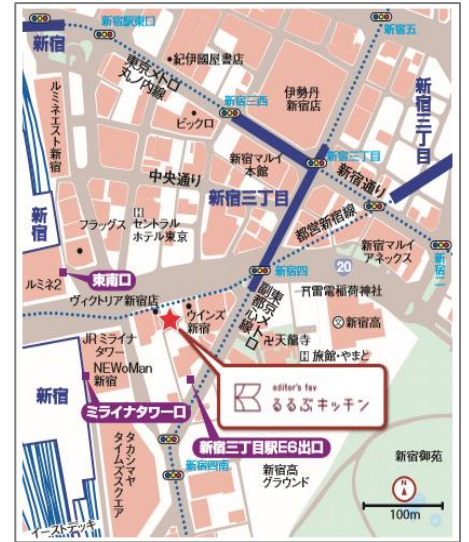 新宿
新宿駅東口
新宿五
紀伊國屋書店
東京メトロ
丸ノ内線
伊勢丹
新宿店
ルミネエスト新宿
新宿三西
ビックロ
新宿三丁目
新宿マルイ
本館
新宿三丁目
新宿通り
中央通り
新宿三丁目
都営新宿線
新宿
フラッグス
H
セントラル
ホテル東京
新宿マルイ
アネックス
新宿二
東南口
新宿四
20
ルミネ2
ヴィクトリア新宿店
ウインズ
新宿
東京メトロ
副都心線
雷電稲荷神社
新宿高
JRミライナ
タワー
天龍寺
H 旅館・やまと
NEWoMan
新宿
新宿
editor's fav
るるぶキッチン
ミライナタワー口
新宿三丁目駅E6出口
タカシマヤ
タイムズスクエア
新宿四南
新宿高
グラウンド
新宿御苑
N
100m
イーストデッキ